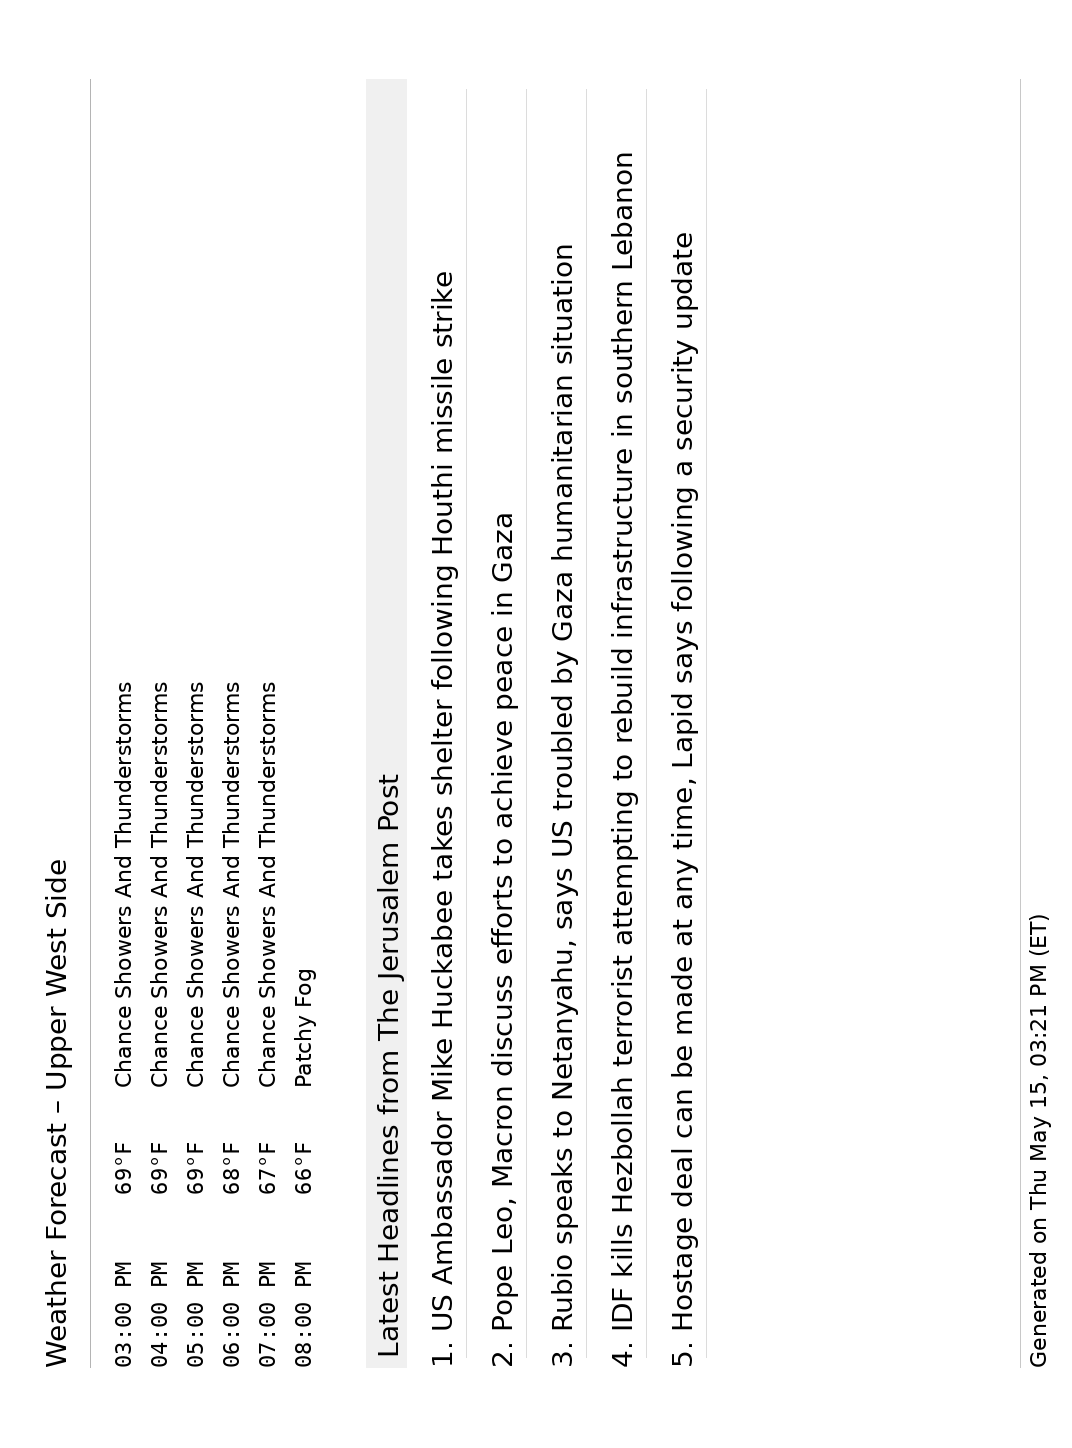 Weather Forecast – Upper West Side
03:00 PM 69°F Chance Showers And Thunderstorms
04:00 PM 69°F Chance Showers And Thunderstorms
05:00 PM 69°F Chance Showers And Thunderstorms
06:00 PM 68°F Chance Showers And Thunderstorms
07:00 PM 67°F Chance Showers And Thunderstorms
08:00 PM 66°F Patchy Fog
Latest Headlines from The Jerusalem Post
1. US Ambassador Mike Huckabee takes shelter following Houthi missile strike
2. Pope Leo, Macron discuss efforts to achieve peace in Gaza
3. Rubio speaks to Netanyahu, says US troubled by Gaza humanitarian situation
4. IDF kills Hezbollah terrorist attempting to rebuild infrastructure in southern Lebanon
5. Hostage deal can be made at any time, Lapid says following a security update
Generated on Thu May 15, 03:21 PM (ET)